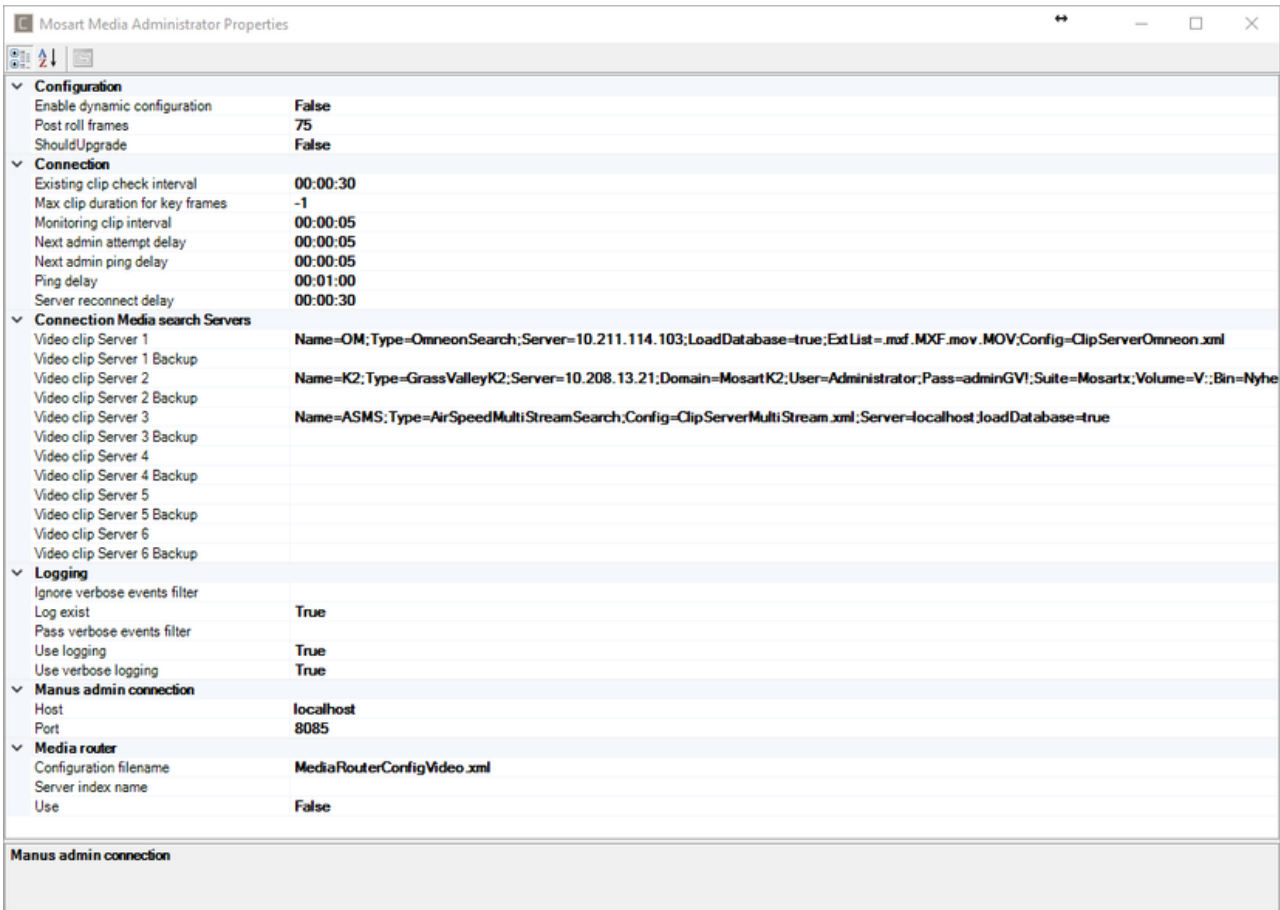 Mosart Media Administrator Properties
Configuration
Enable dynamic configuration False
Post roll frames 75
ShouldUpgrade False
Connection
Existing clip check interval 00:00:30
Max clip duration for key frames -1
Monitoring clip interval 00:00:05
Next admin attempt delay 00:00:05
Next admin ping delay 00:00:05
Ping delay 00:01:00
Server reconnect delay 00:00:30
Connection Media search Servers
Video clip Server 1 Name=OM;Type=OmneonSearch;Server=10.211.114.103;LoadDatabase=true;ExtList=.mxf.MXF.mov.MOV;Config=ClipServerOmneon.xml
Video clip Server 1 Backup
Video clip Server 2 Name=K2;Type=GrassValleyK2;Server=10.208.13.21;Domain=MosartK2;User=Administrator;Pass=adminGV!;Suite=Mosartx;Volume=V:;Bin=Nyhe
Video clip Server 2 Backup
Video clip Server 3 Name=ASMS;Type=AirSpeedMultiStreamSearch;Config=ClipServerMultiStream.xml;Server=localhost;loadDatabase=true
Video clip Server 3 Backup
Video clip Server 4
Video clip Server 4 Backup
Video clip Server 5
Video clip Server 5 Backup
Video clip Server 6
Video clip Server 6 Backup
Logging
Ignore verbose events filter
Log exist True
Pass verbose events filter
Use logging True
Use verbose logging True
Manus admin connection
Host localhost
Port 8085
Media router
Configuration filename MediaRouterConfigVideo.xml
Server index name
Use False
Manus admin connection